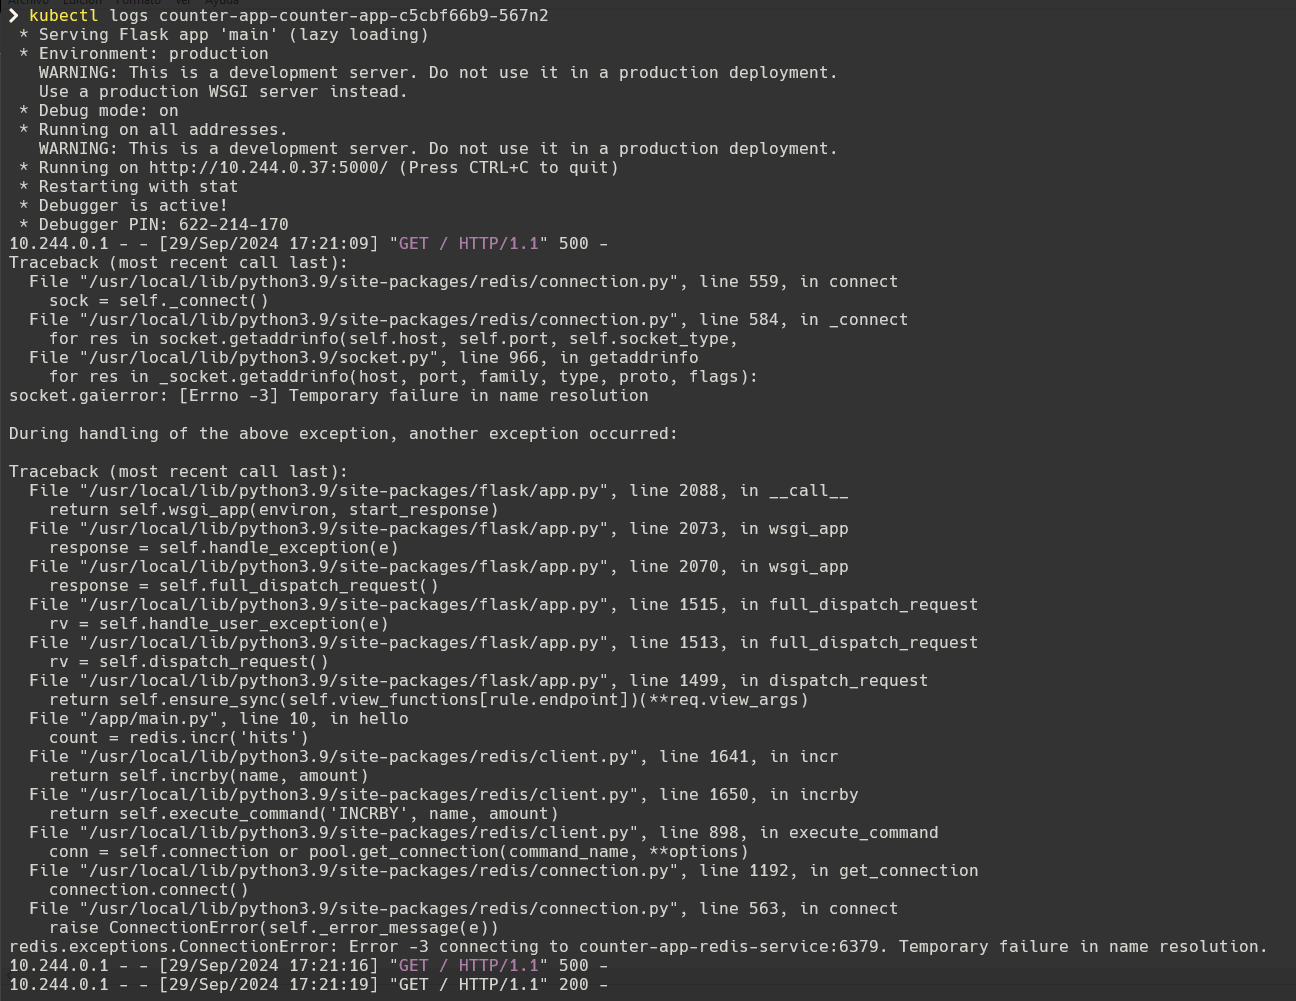 Archivo Edición Formato Ver Ayuda
❯ kubectl logs counter-app-counter-app-c5cbf66b9-567n2
 * Serving Flask app 'main' (lazy loading)
 * Environment: production
   WARNING: This is a development server. Do not use it in a production deployment.
   Use a production WSGI server instead.
 * Debug mode: on
 * Running on all addresses.
   WARNING: This is a development server. Do not use it in a production deployment.
 * Running on http://10.244.0.37:5000/ (Press CTRL+C to quit)
 * Restarting with stat
 * Debugger is active!
 * Debugger PIN: 622-214-170
10.244.0.1 - - [29/Sep/2024 17:21:09] "GET / HTTP/1.1" 500 -
Traceback (most recent call last):
  File "/usr/local/lib/python3.9/site-packages/redis/connection.py", line 559, in connect
    sock = self._connect()
  File "/usr/local/lib/python3.9/site-packages/redis/connection.py", line 584, in _connect
    for res in socket.getaddrinfo(self.host, self.port, self.socket_type,
  File "/usr/local/lib/python3.9/socket.py", line 966, in getaddrinfo
    for res in _socket.getaddrinfo(host, port, family, type, proto, flags):
socket.gaierror: [Errno -3] Temporary failure in name resolution

During handling of the above exception, another exception occurred:

Traceback (most recent call last):
  File "/usr/local/lib/python3.9/site-packages/flask/app.py", line 2088, in __call__
    return self.wsgi_app(environ, start_response)
  File "/usr/local/lib/python3.9/site-packages/flask/app.py", line 2073, in wsgi_app
    response = self.handle_exception(e)
  File "/usr/local/lib/python3.9/site-packages/flask/app.py", line 2070, in wsgi_app
    response = self.full_dispatch_request()
  File "/usr/local/lib/python3.9/site-packages/flask/app.py", line 1515, in full_dispatch_request
    rv = self.handle_user_exception(e)
  File "/usr/local/lib/python3.9/site-packages/flask/app.py", line 1513, in full_dispatch_request
    rv = self.dispatch_request()
  File "/usr/local/lib/python3.9/site-packages/flask/app.py", line 1499, in dispatch_request
    return self.ensure_sync(self.view_functions[rule.endpoint])(**req.view_args)
  File "/app/main.py", line 10, in hello
    count = redis.incr('hits')
  File "/usr/local/lib/python3.9/site-packages/redis/client.py", line 1641, in incr
    return self.incrby(name, amount)
  File "/usr/local/lib/python3.9/site-packages/redis/client.py", line 1650, in incrby
    return self.execute_command('INCRBY', name, amount)
  File "/usr/local/lib/python3.9/site-packages/redis/client.py", line 898, in execute_command
    conn = self.connection or pool.get_connection(command_name, **options)
  File "/usr/local/lib/python3.9/site-packages/redis/connection.py", line 1192, in get_connection
    connection.connect()
  File "/usr/local/lib/python3.9/site-packages/redis/connection.py", line 563, in connect
    raise ConnectionError(self._error_message(e))
redis.exceptions.ConnectionError: Error -3 connecting to counter-app-redis-service:6379. Temporary failure in name resolution.
10.244.0.1 - - [29/Sep/2024 17:21:16] "GET / HTTP/1.1" 500 -
10.244.0.1 - - [29/Sep/2024 17:21:19] "GET / HTTP/1.1" 200 -